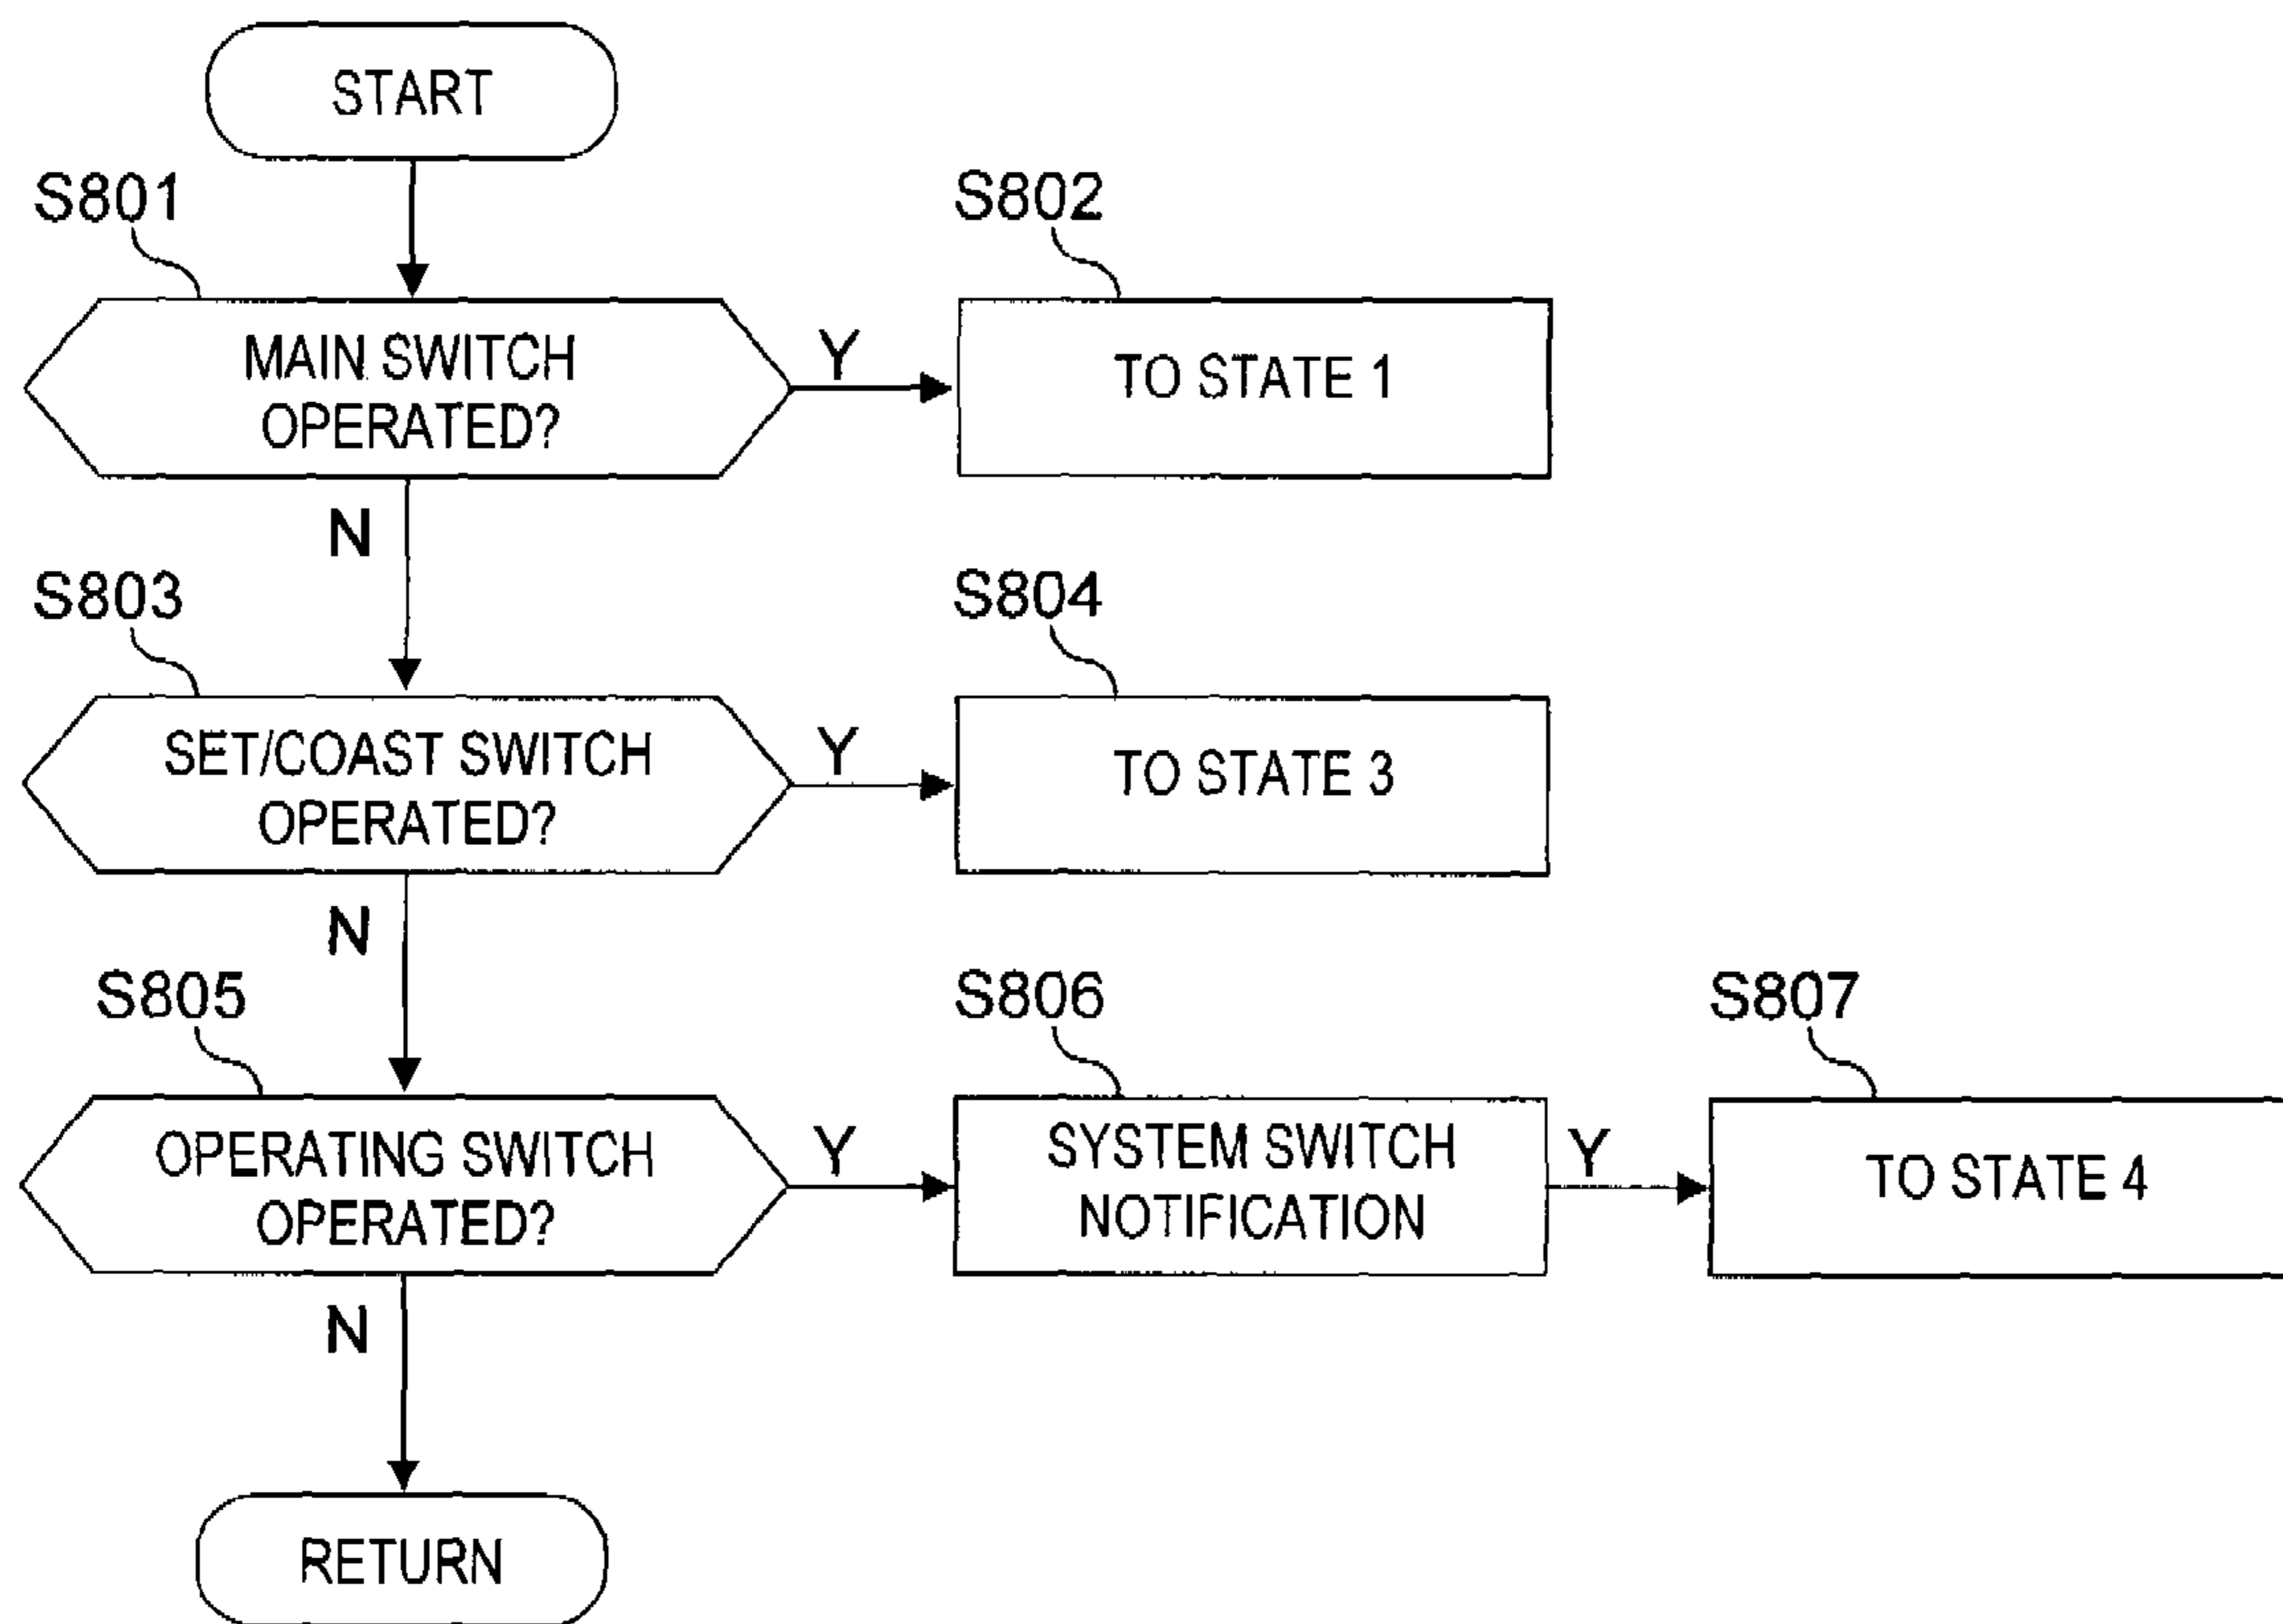 START
S801
S802
MAIN SWITCH
OPERATED?
Y
TO STATE 1
N
S803
S804
SET/COAST SWITCH
OPERATED?
Y
TO STATE 3
N
S805
S806
S807
OPERATING SWITCH
OPERATED?
Y
SYSTEM SWITCH
NOTIFICATION
Y
TO STATE 4
N
RETURN